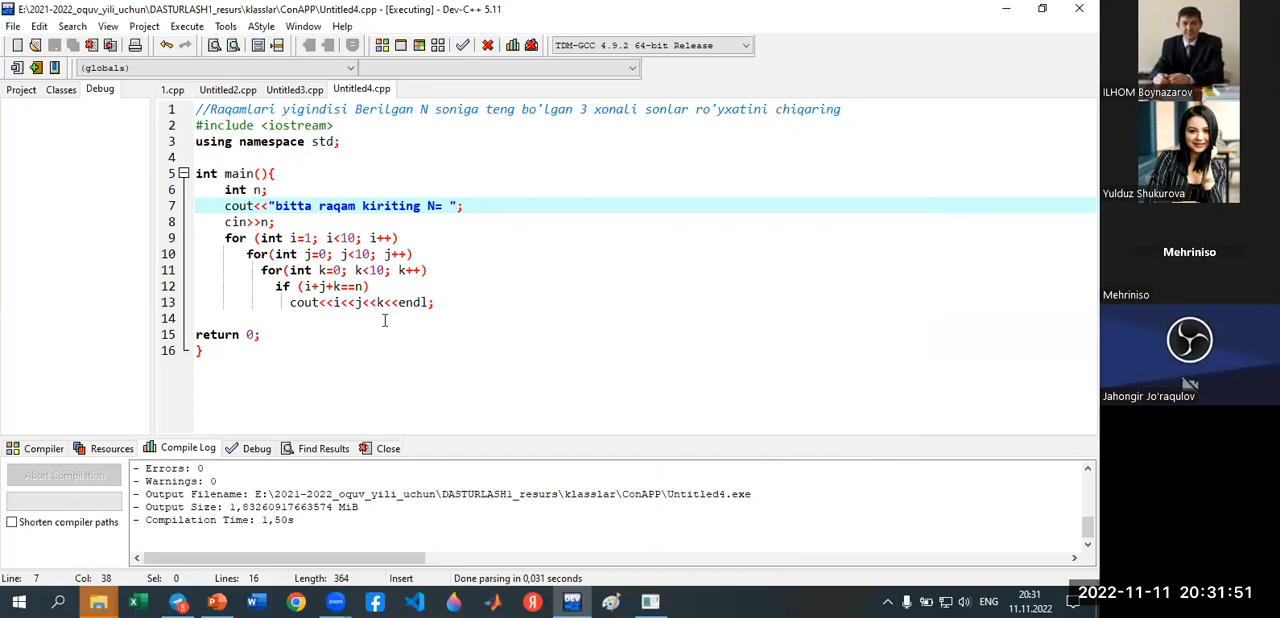 E:\2021-2022_oquv_yili_uchun\DASTURLASH1_resurs\klasslar\ConAPP\Untitled4.cpp - [Executing] - Dev-C++ 5.11
File Edit Search View Project Execute Tools AStyle Window Help
TDM-GCC 4.9.2 64-bit Release
(globals)
Project Classes Debug 1.cpp Untitled2.cpp Untitled3.cpp Untitled4.cpp
1 //Raqamlari yigindisi Berilgan N soniga teng bo'lgan 3 xonali sonlar ro'yxatini chiqaring
2 #include <iostream>
3 using namespace std;
4
5 int main(){
6 int n;
7 cout<<"bitta raqam kiriting N= ";
8 cin>>n;
9 for (int i=1; i<10; i++)
10 for(int j=0; j<10; j++)
11 for(int k=0; k<10; k++)
12 if (i+j+k==n)
13 cout<<i<<j<<k<<endl;
14
15 return 0;
16 }
Compiler Resources Compile Log Debug Find Results Close
Abort Compilation
Shorten compiler paths
- Errors: 0
- Warnings: 0
- Output Filename: E:\2021-2022_oquv_yili_uchun\DASTURLASH1_resurs\klasslar\ConAPP\Untitled4.exe
- Output Size: 1,83260917663574 MiB
- Compilation Time: 1,50s
Line: 7 Col: 38 Sel: 0 Lines: 16 Length: 364 Insert Done parsing in 0,031 seconds
ENG
20:31
11.11.2022
2022-11-11 20:31:51
ILHOM Boynazarov
Yulduz Shukurova
Mehriniso
Mehriniso
Jahongir Jo'raqulov